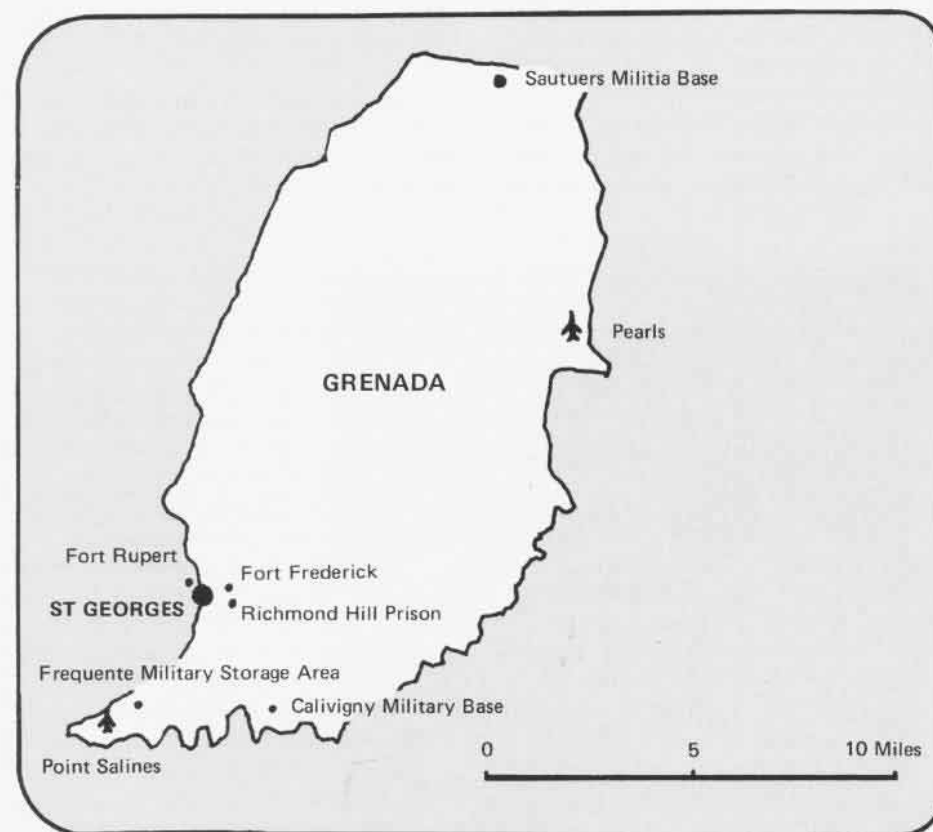 Sautuers Militia Base
Pearls
GRENADA
Fort Rupert
Fort Frederick
ST GEORGES
Richmond Hill Prison
Frequente Military Storage Area
Calivigny Military Base
Point Salines
0 5 10 Miles